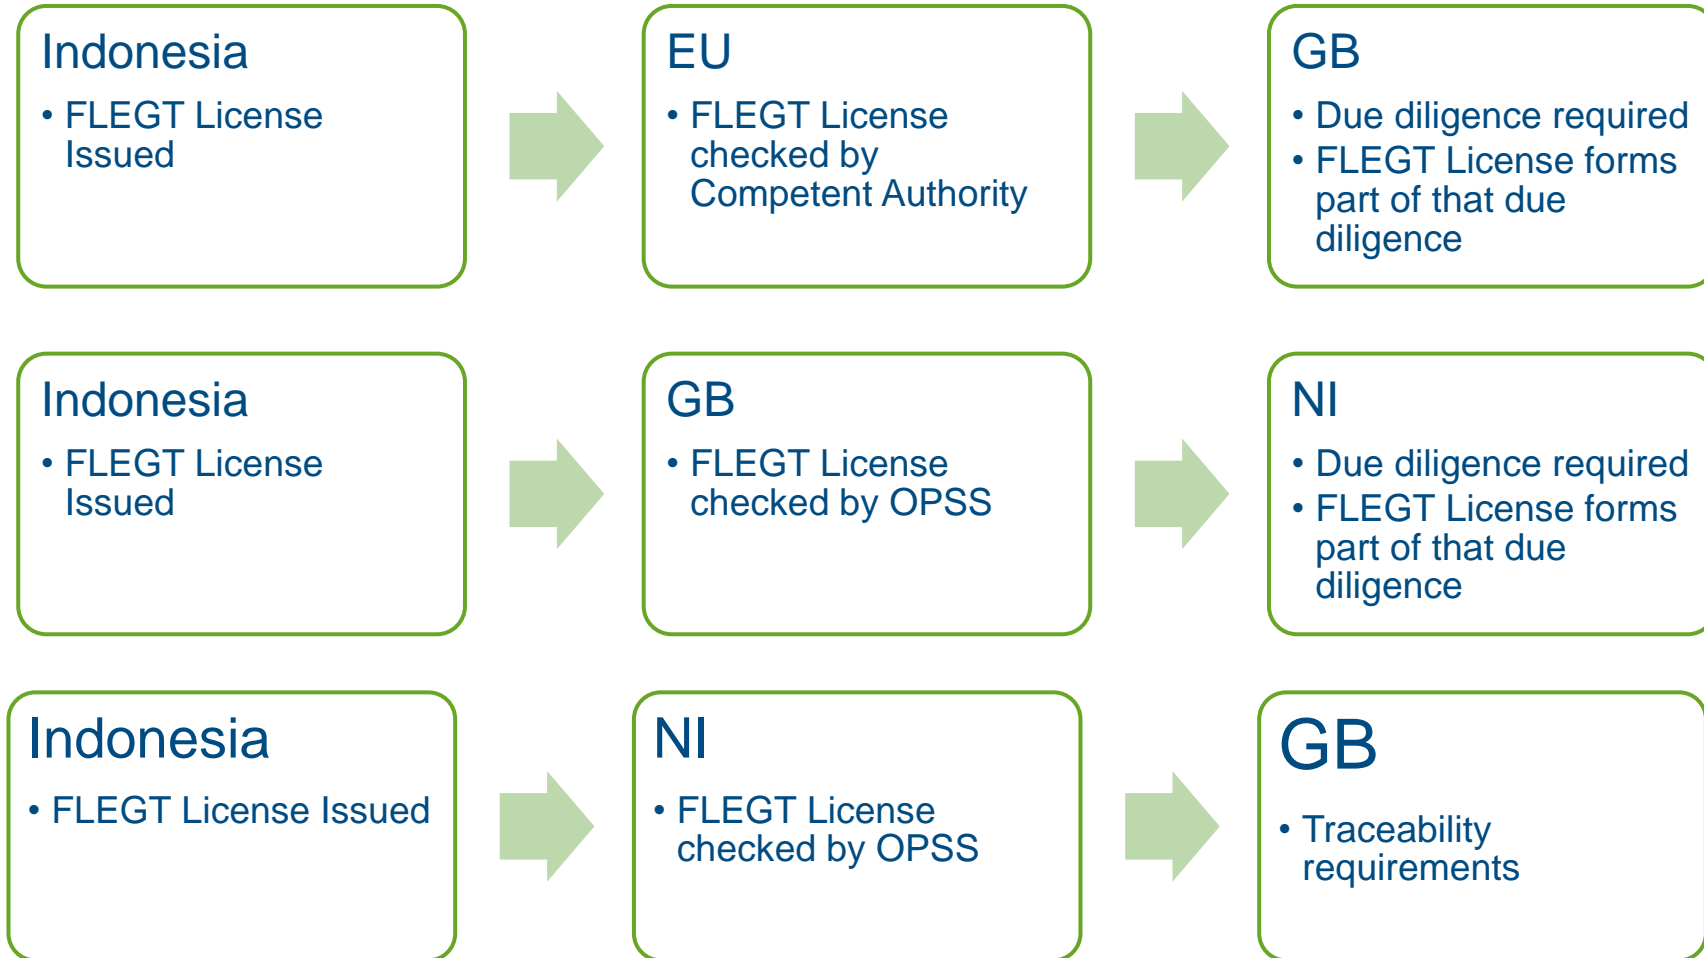 Indonesia
• FLEGT License
Issued
EU
• FLEGT License
checked by
Competent Authority
GB
• Due diligence required
• FLEGT License forms
part of that due
diligence
Indonesia
• FLEGT License
Issued
GB
• FLEGT License
checked by OPSS
NI
• Due diligence required
• FLEGT License forms
part of that due
diligence
Indonesia
• FLEGT License Issued
NI
• FLEGT License
checked by OPSS
GB
• Traceability
requirements